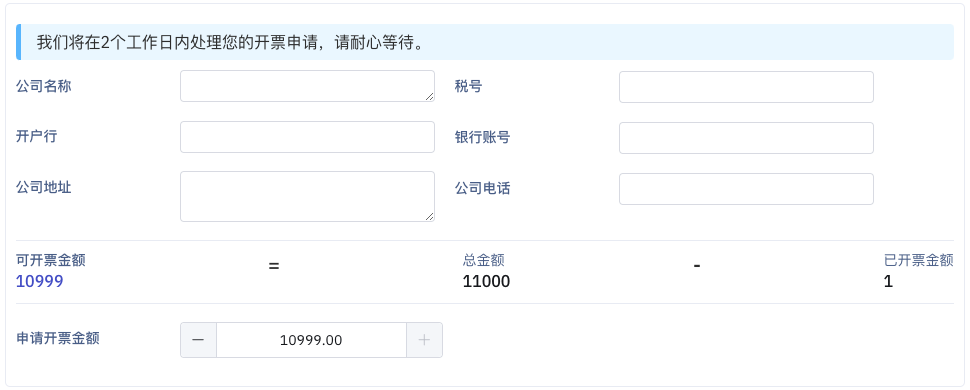 我们将在2个工作日内处理您的开票申请，请耐心等待。
公司名称 税号
开户行 银行账号
公司地址 公司电话
可开票金额 = 总金额 - 已开票金额
10999 11000 1
申请开票金额 − 10999.00 +